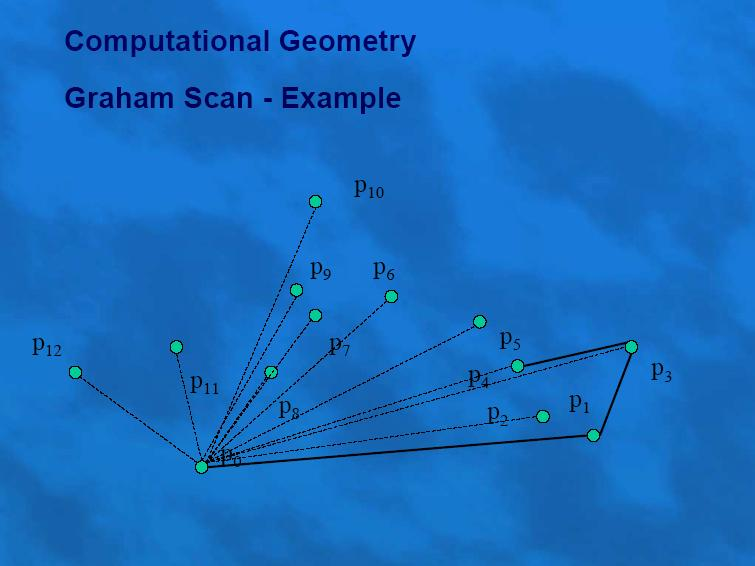 Computational Geometry
Graham Scan - Example
p10
p9 p6
p12 p7 p5
p11 p4 p3
p8 p2 p1
p0